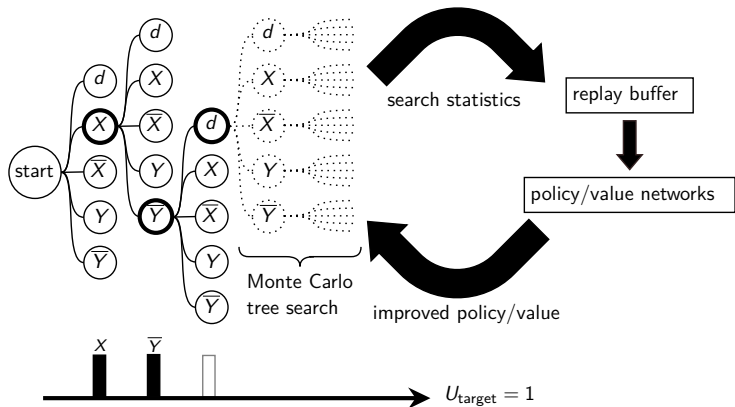 start
d
X
X̅
Y
Y̅
d
X
X̅
Y
Y̅
d
X
X̅
Y
Y̅
d
X
X̅
Y
Y̅
Monte Carlo
tree search
search statistics
replay buffer
policy/value networks
improved policy/value
X
Y̅
U_target = 1